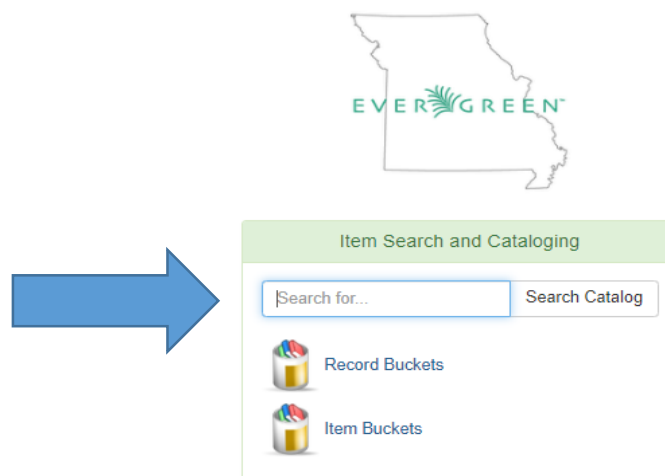 EVERGREEN™
Item Search and Cataloging
Search for... Search Catalog
Record Buckets
Item Buckets